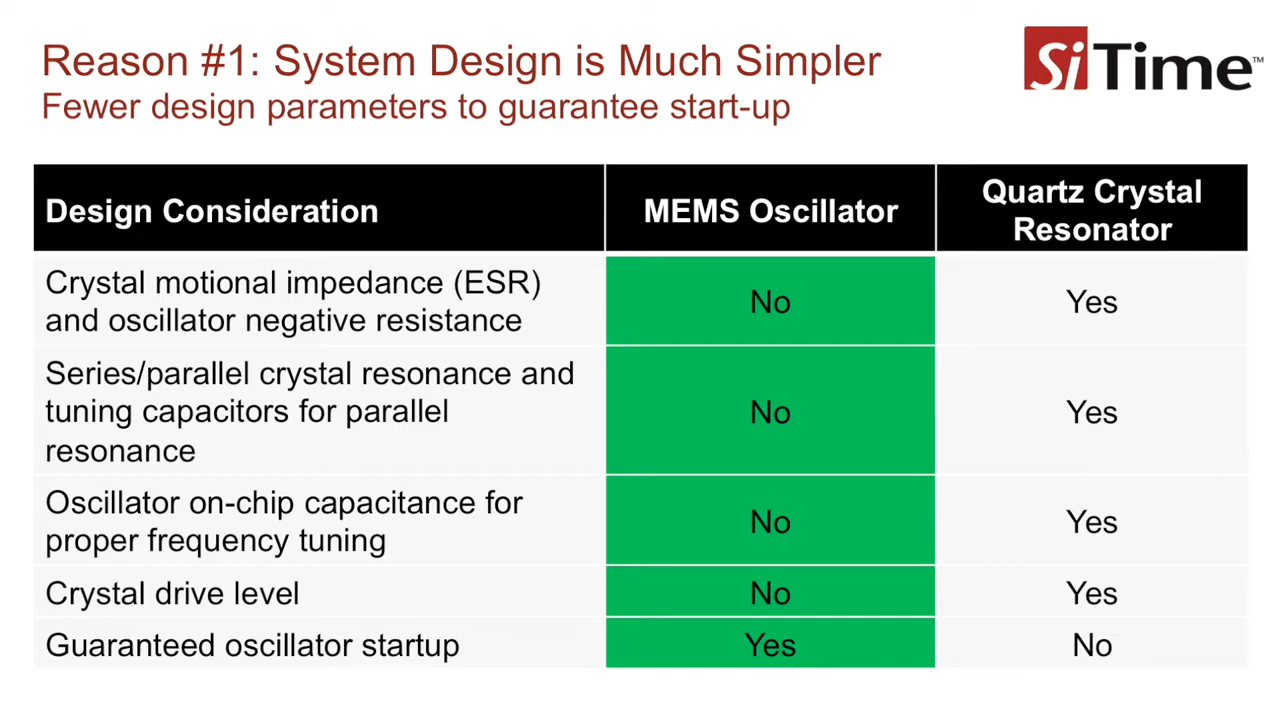 Reason #1: System Design is Much Simpler
Fewer design parameters to guarantee start-up
SiTime™
Design Consideration
MEMS Oscillator
Quartz Crystal
Resonator
Crystal motional impedance (ESR)
and oscillator negative resistance
No
Yes
Series/parallel crystal resonance and
tuning capacitors for parallel
resonance
No
Yes
Oscillator on-chip capacitance for
proper frequency tuning
No
Yes
Crystal drive level
No
Yes
Guaranteed oscillator startup
Yes
No